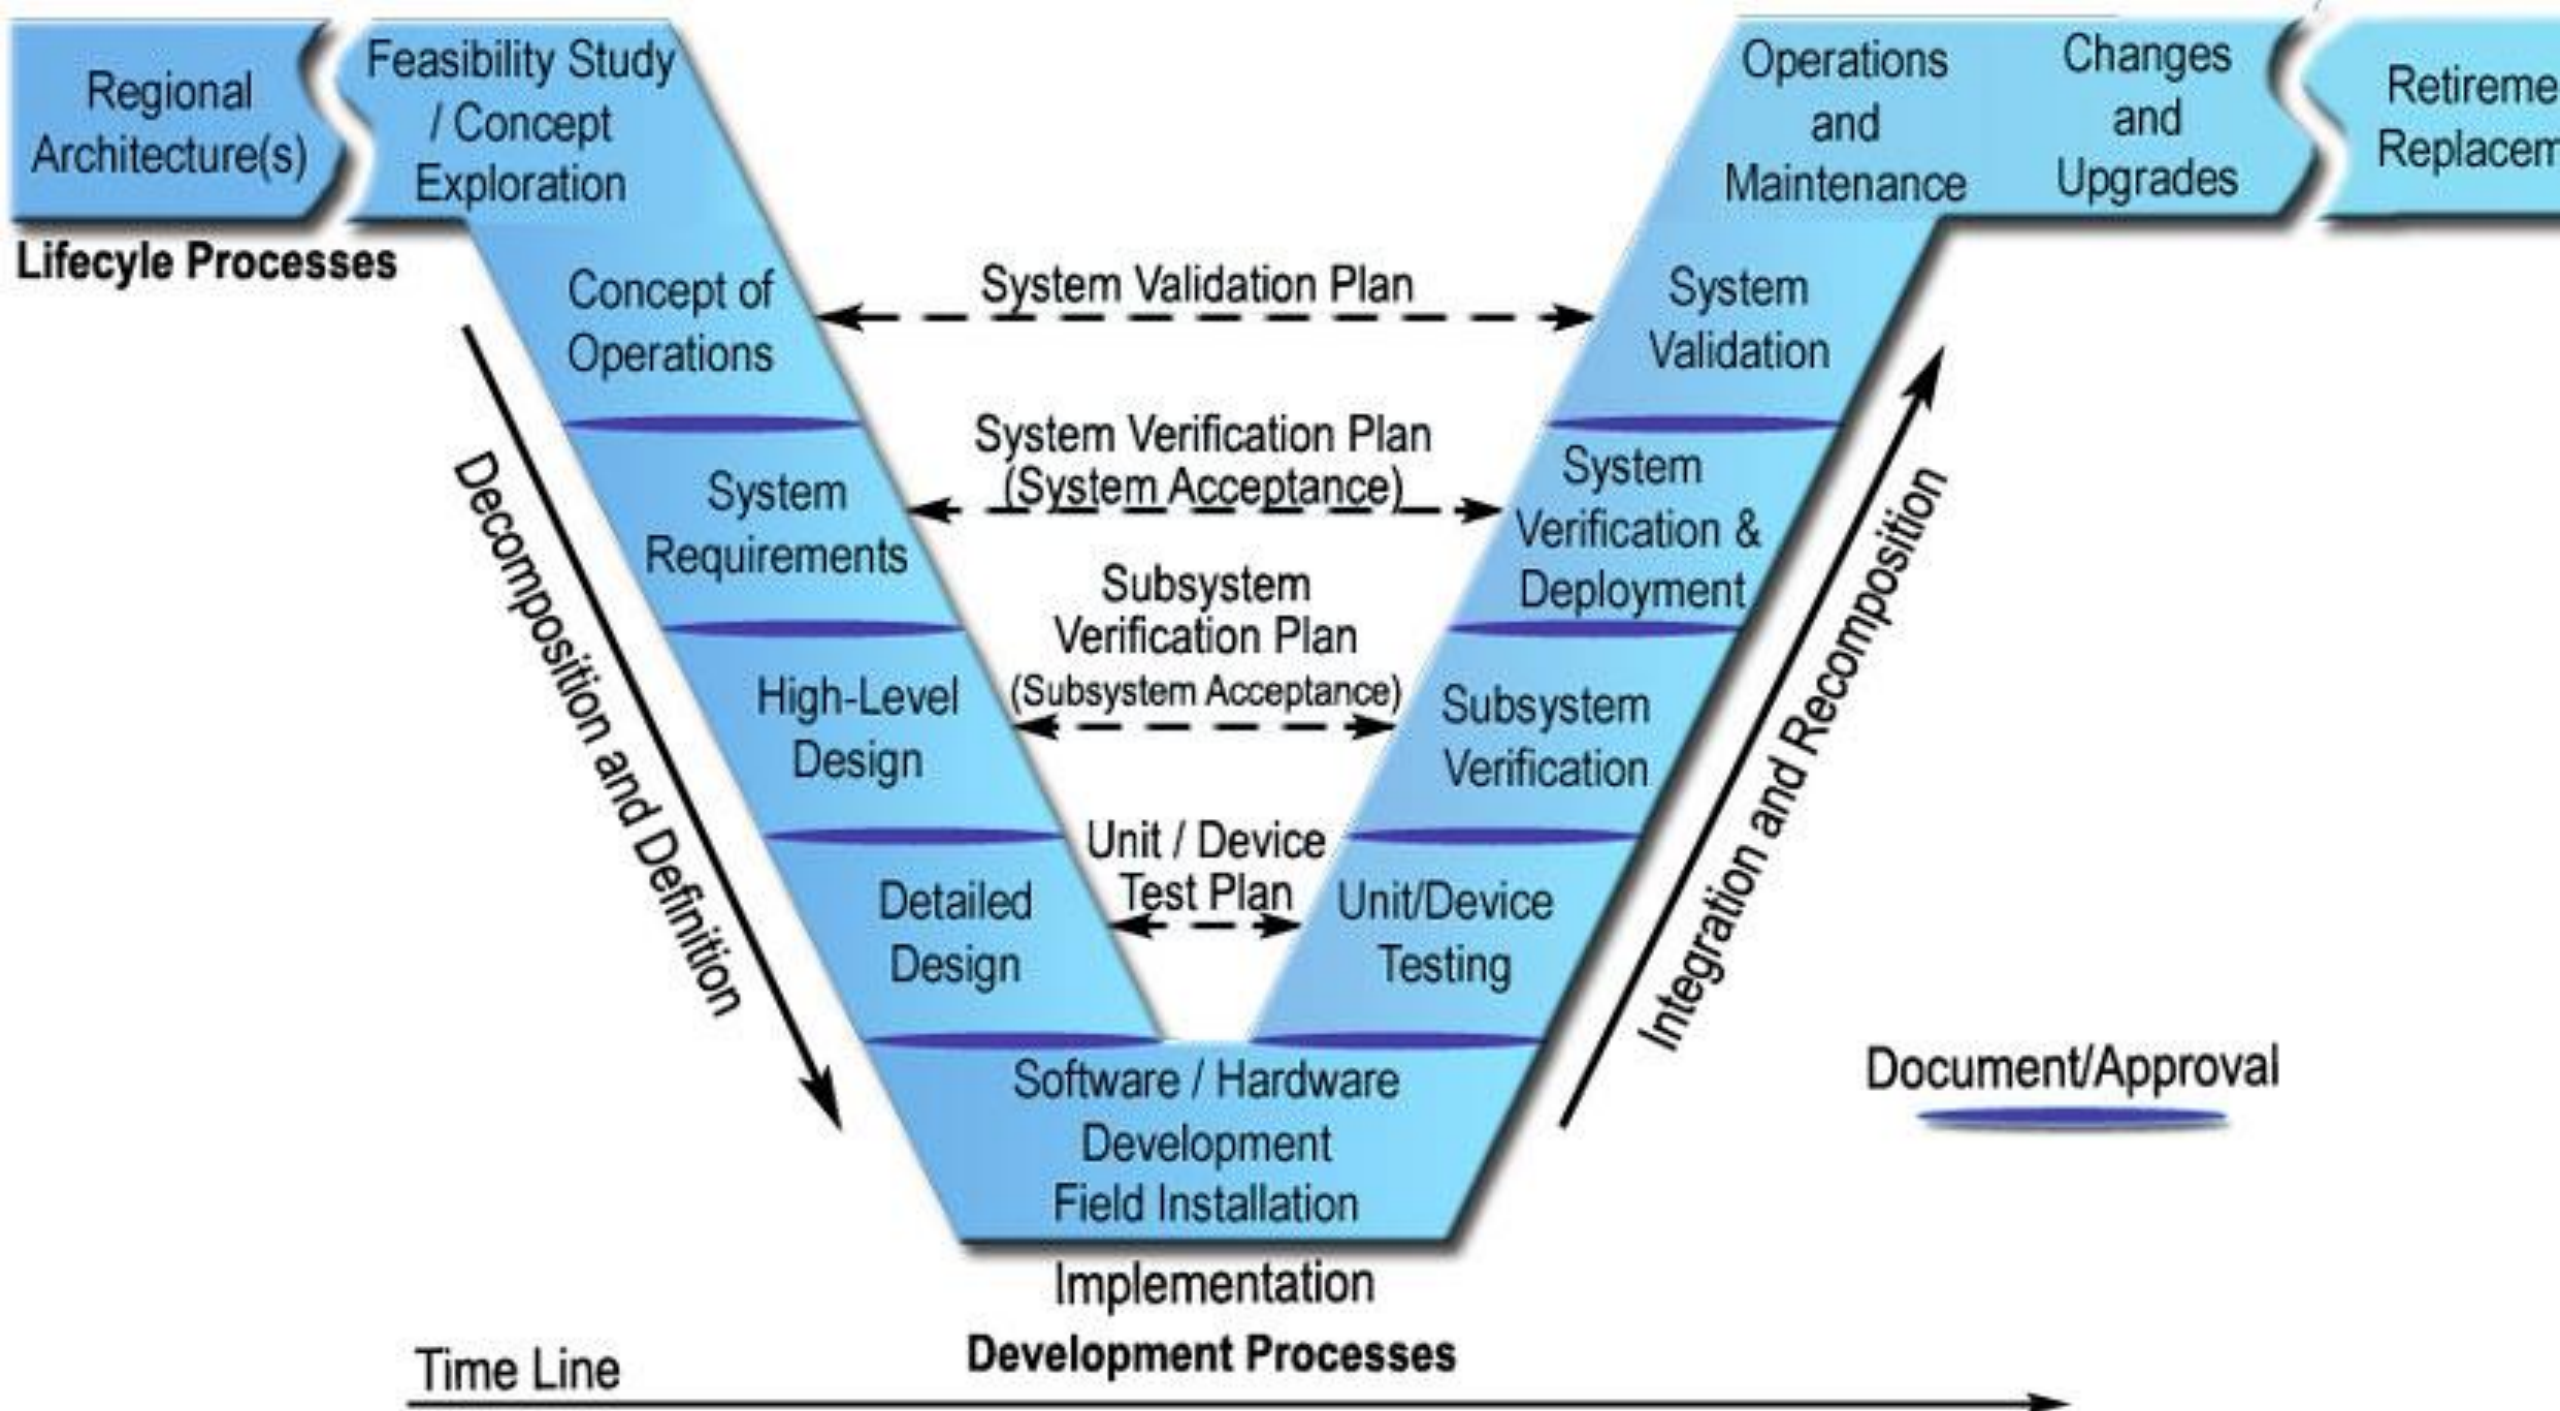 Regional
Architecture(s)
Feasibility Study
/ Concept
Exploration
Operations
and
Maintenance
Changes
and
Upgrades
Retireme
Replacem
Lifecyle Processes
Concept of
Operations
System Validation Plan
System
Validation
System
Requirements
System Verification Plan
(System Acceptance)
System
Verification &
Deployment
High-Level
Design
Subsystem
Verification Plan
(Subsystem Acceptance)
Subsystem
Verification
Detailed
Design
Unit / Device
Test Plan
Unit/Device
Testing
Decomposition and Definition
Integration and Recomposition
Software / Hardware
Development
Field Installation
Document/Approval
Implementation
Development Processes
Time Line